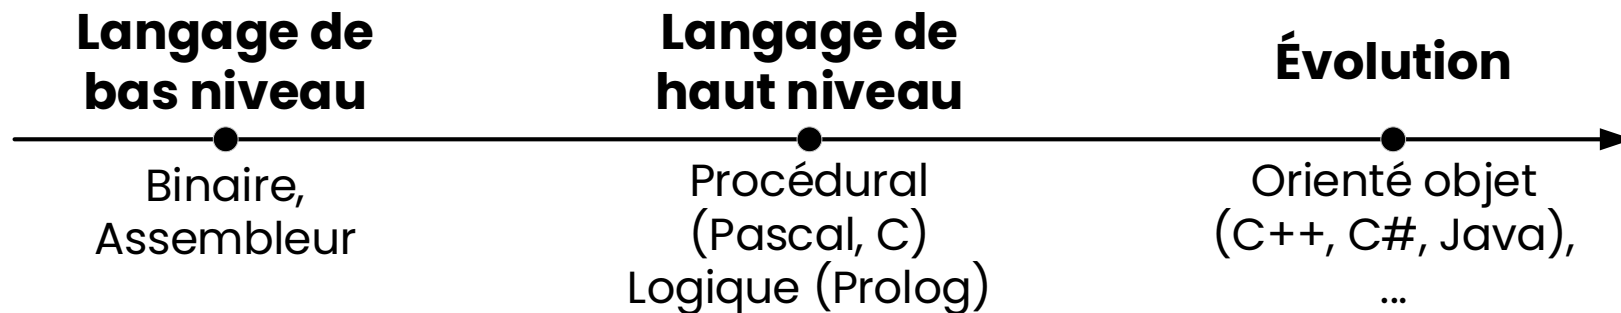 Langage de
bas niveau
Langage de
haut niveau
Évolution
Binaire,
Assembleur
Procédural
(Pascal, C)
Logique (Prolog)
Orienté objet
(C++, C#, Java),
...